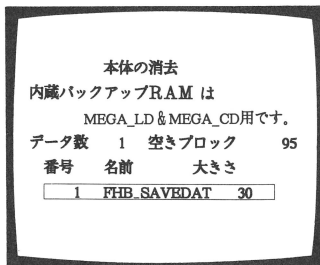 本体の消去
内蔵バックアップRAM は
MEGA_LD & MEGA_CD用です。
データ数 1 空きブロック 95
番号 名前 大きさ
1 FHB_SAVEDAT 30